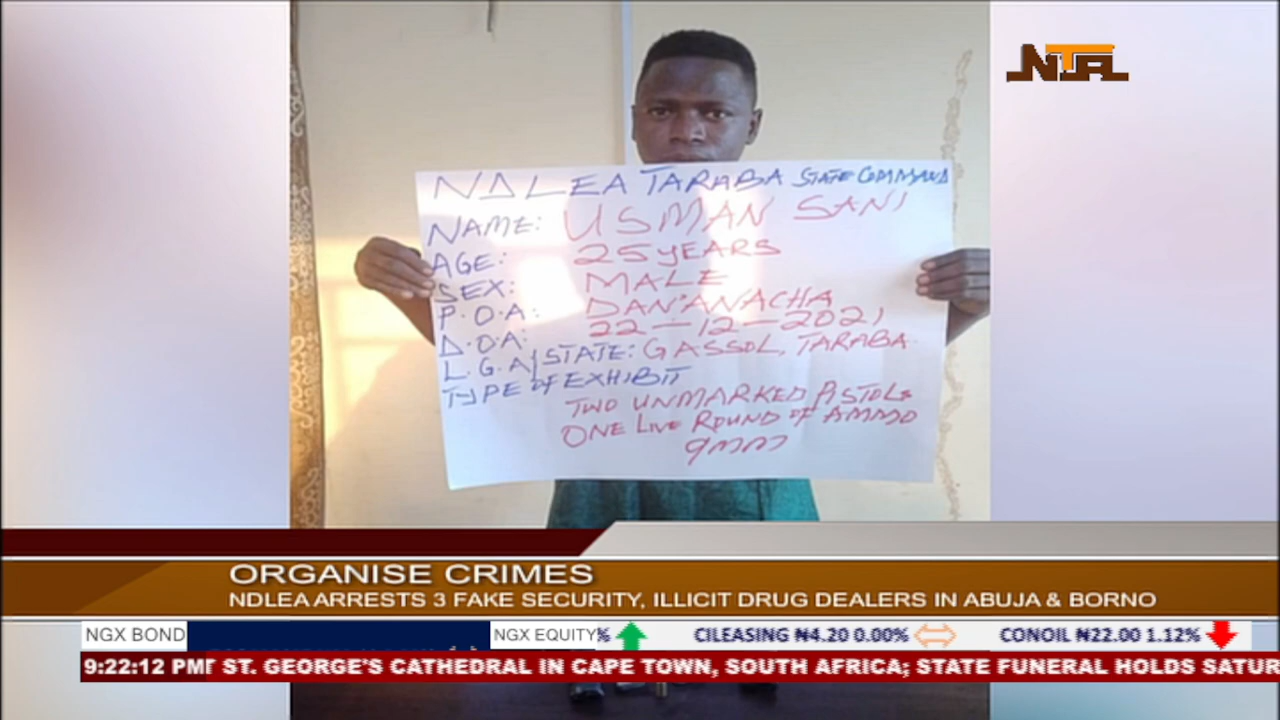 NTA
NDLEA TARABA STATE COMMAND
NAME: USMAN SANI
AGE: 25 YEARS
SEX: MALE
P.O.A: DAN'ANACHA
D.O.A: 22-12-2021
L.G.A/STATE: GASSOL, TARABA.
TYPE OF EXHIBIT
TWO UNMARKED PISTOLS
ONE LIVE ROUND OF AMMO
9mm
ORGANISE CRIMES
NDLEA ARRESTS 3 FAKE SECURITY, ILLICIT DRUG DEALERS IN ABUJA & BORNO
NGX BOND NGX EQUITY % CILEASING ₦4.20 0.00% CONOIL ₦22.00 1.12%
9:22:12 PM ST. GEORGE'S CATHEDRAL IN CAPE TOWN, SOUTH AFRICA; STATE FUNERAL HOLDS SATUR